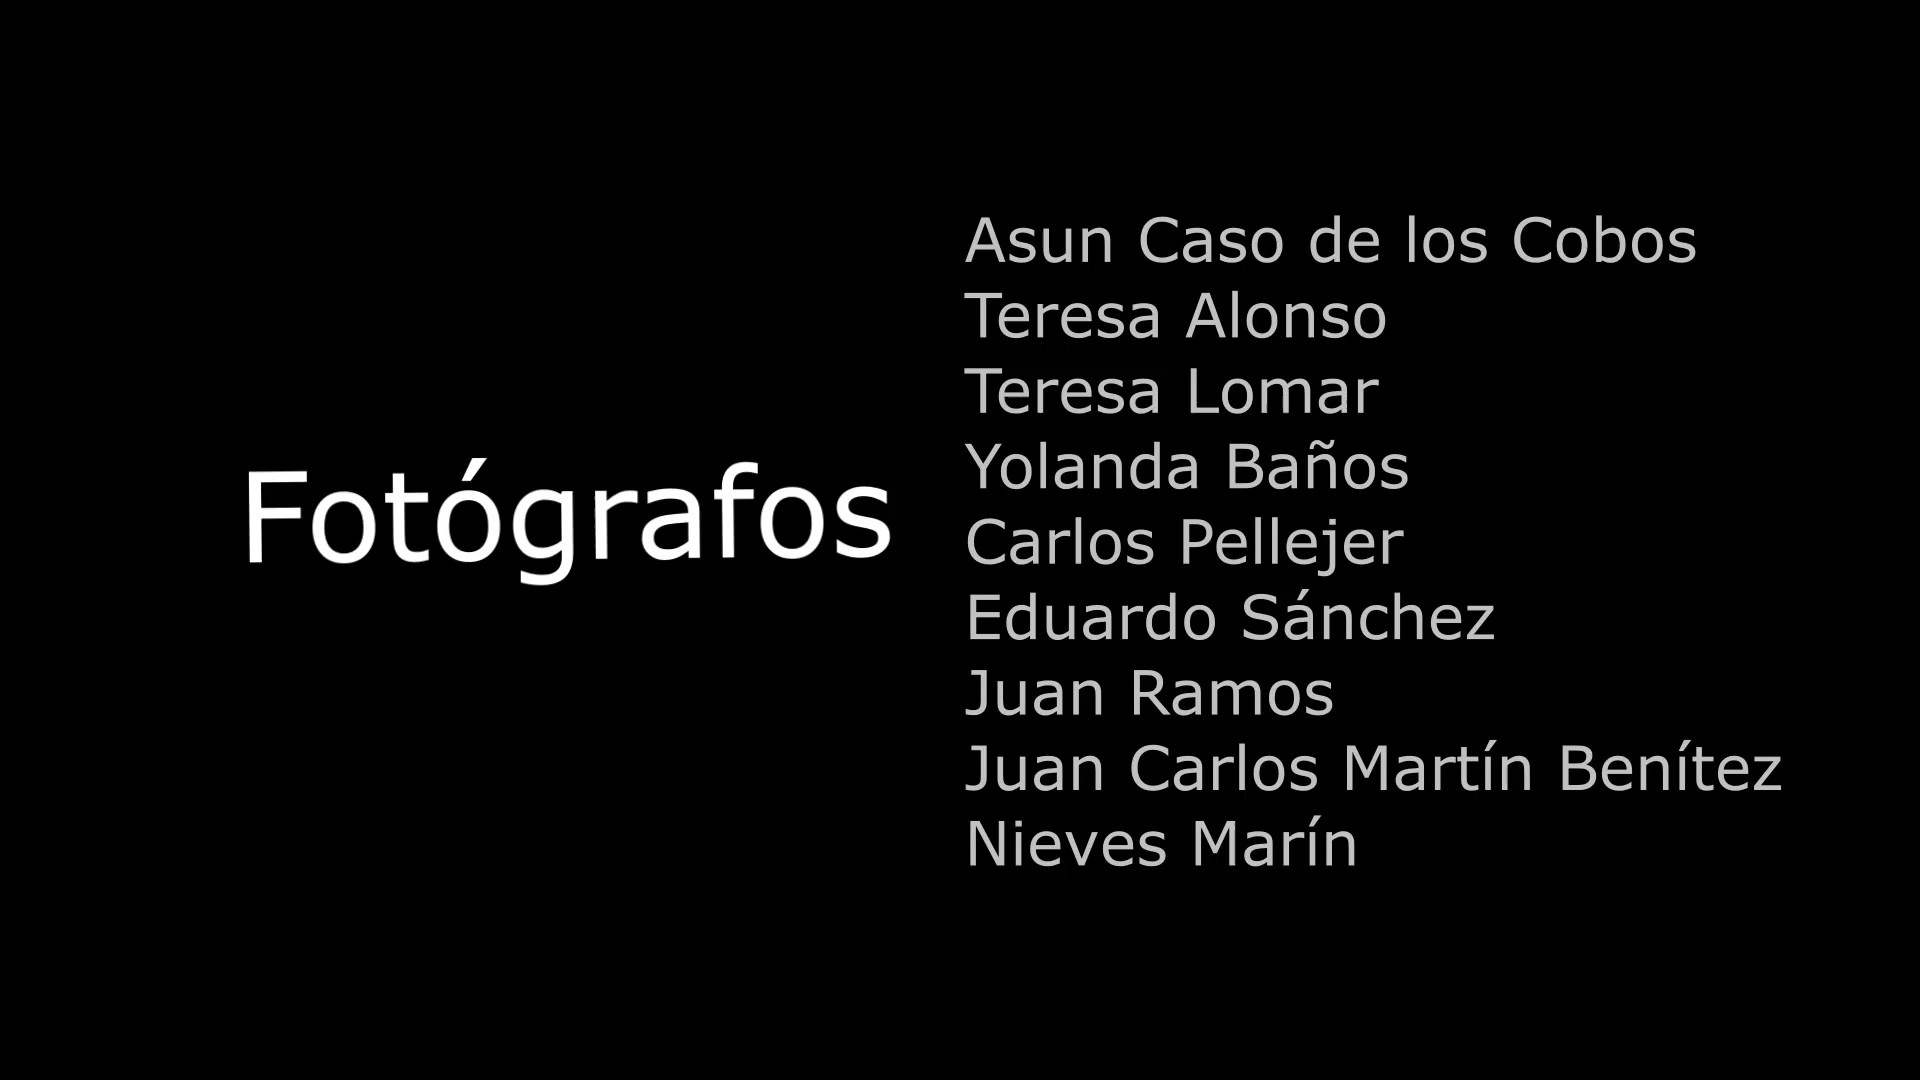 Fotógrafos
Asun Caso de los Cobos
Teresa Alonso
Teresa Lomar
Yolanda Baños
Carlos Pellejer
Eduardo Sánchez
Juan Ramos
Juan Carlos Martín Benítez
Nieves Marín